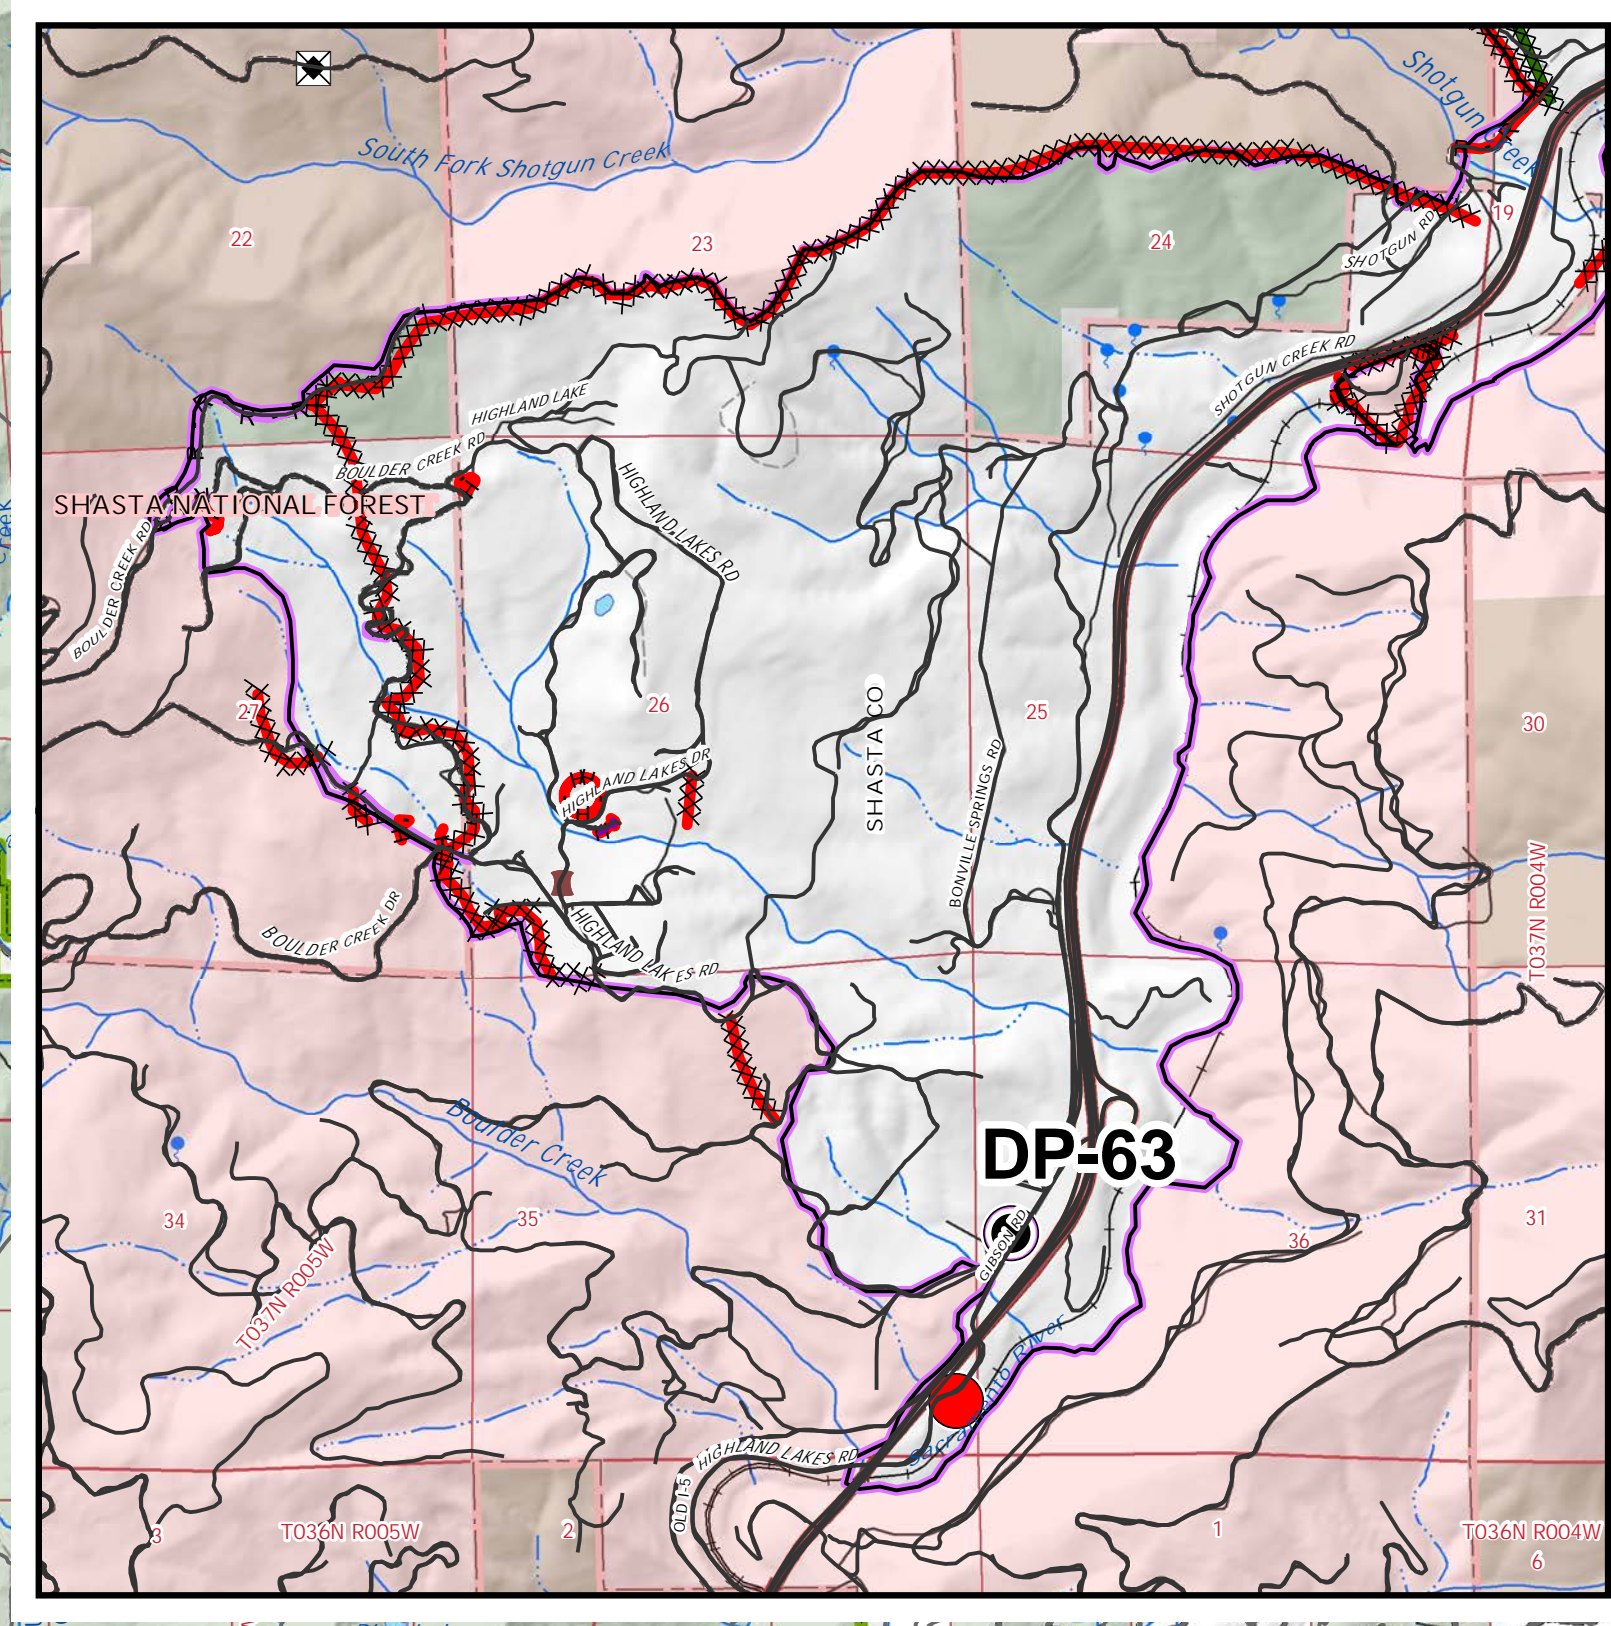 Shotgun Creek
South Fork Shotgun Creek
22
23
24
19
SHOTGUN RD
SHOTGUN CREEK RD
HIGHLAND LAKE
BOULDER CREEK RD
SHASTA NATIONAL FOREST
HIGHLAND LAKES RD
BOULDER CREEK RD
Creek
27
26
25
30
SHASTA CO
HIGHLAND LAKES DR
BONVILLE SPRINGS RD
T037N R004W
BOULDER CREEK DR
HIGHLAND LAKES RD
Boulder Creek
DP-63
34
35
36
31
GIBSON RD
T037N R005W
Sacramento River
HIGHLAND LAKES RD
OLD I-5
3
T036N R005W
2
1
T036N R004W
6